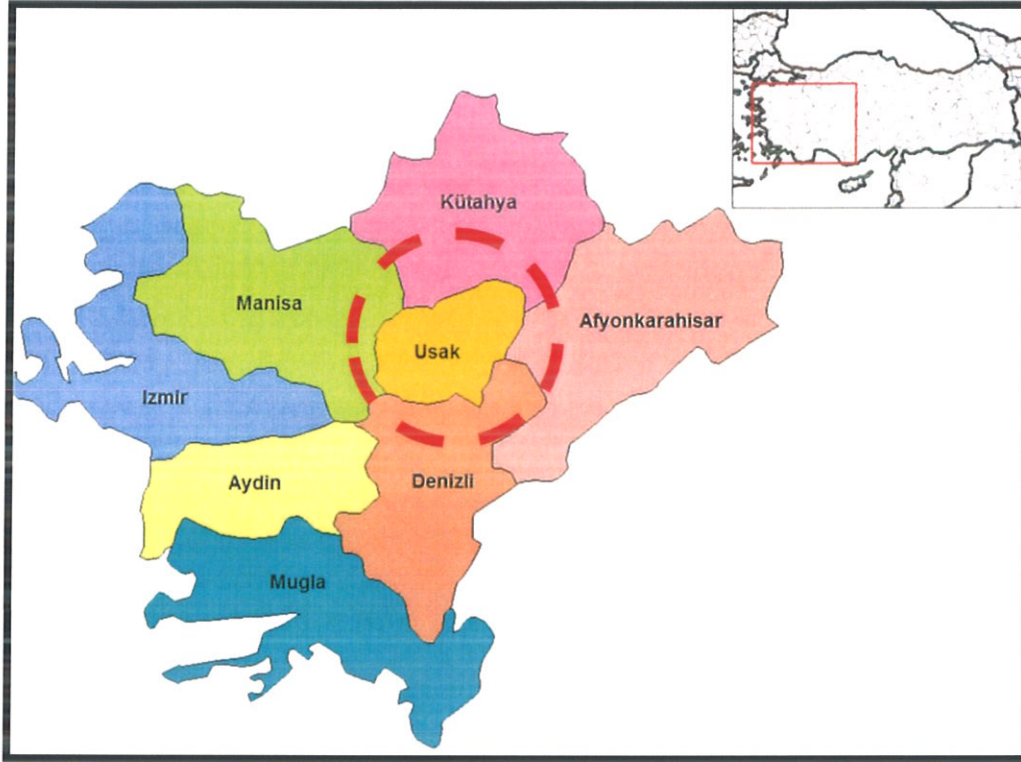 Kütahya
Manisa
Afyonkarahisar
Usak
Izmir
Aydin
Denizli
Mugla